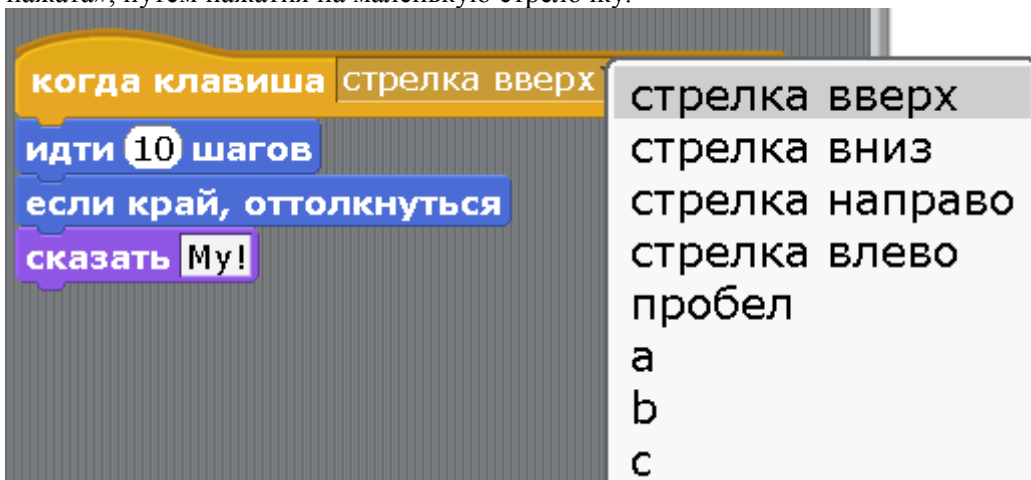 когда клавиша стрелка вверх
идти 10 шагов
если край, оттолкнуться
сказать Му!
стрелка вверх
стрелка вниз
стрелка направо
стрелка влево
пробел
a
b
c